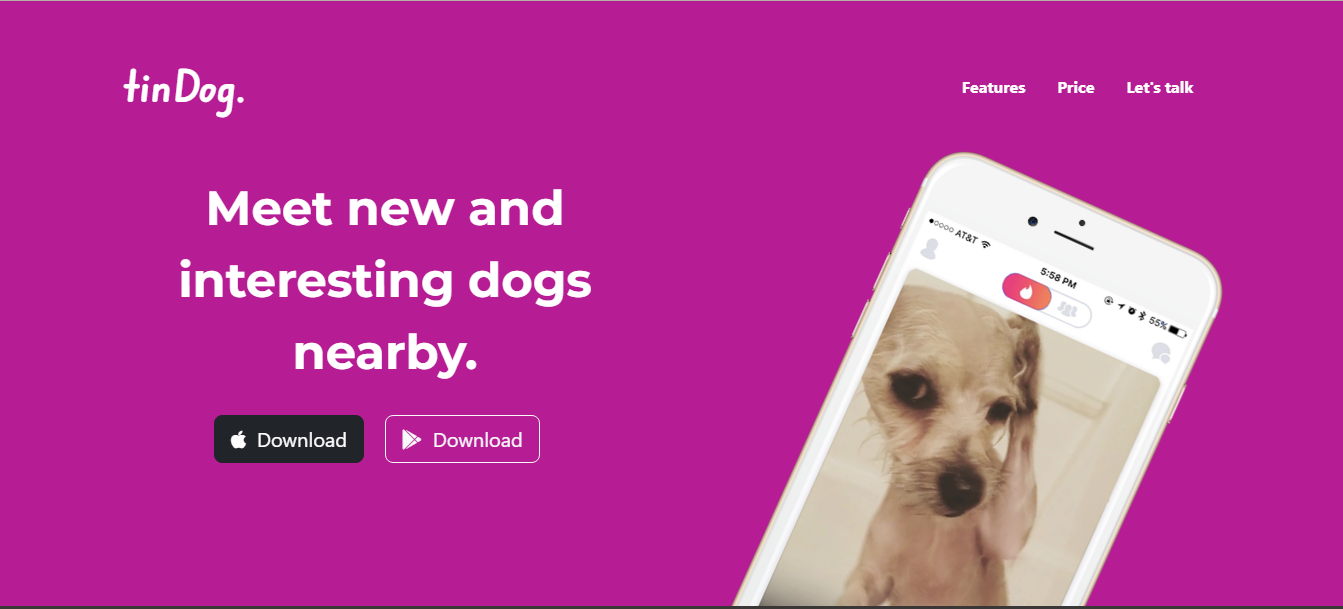 tinDog.
Features
Price
Let's talk
Meet new and
interesting dogs
nearby.
Download
Download
AT&T
5:58 PM
55%